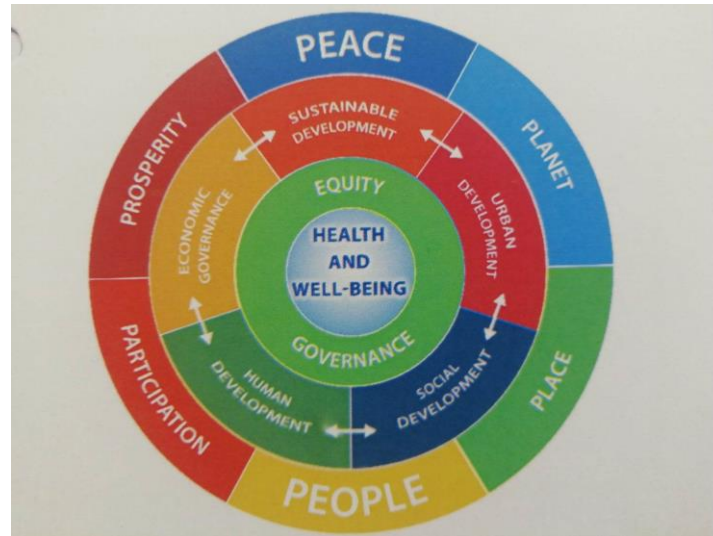 PEACE
PLANET
PLACE
PEOPLE
PARTICIPATION
PROSPERITY
SUSTAINABLE
DEVELOPMENT
URBAN
DEVELOPMENT
SOCIAL
DEVELOPMENT
HUMAN
DEVELOPMENT
ECONOMIC
GOVERNANCE
EQUITY
GOVERNANCE
HEALTH
AND
WELL-BEING